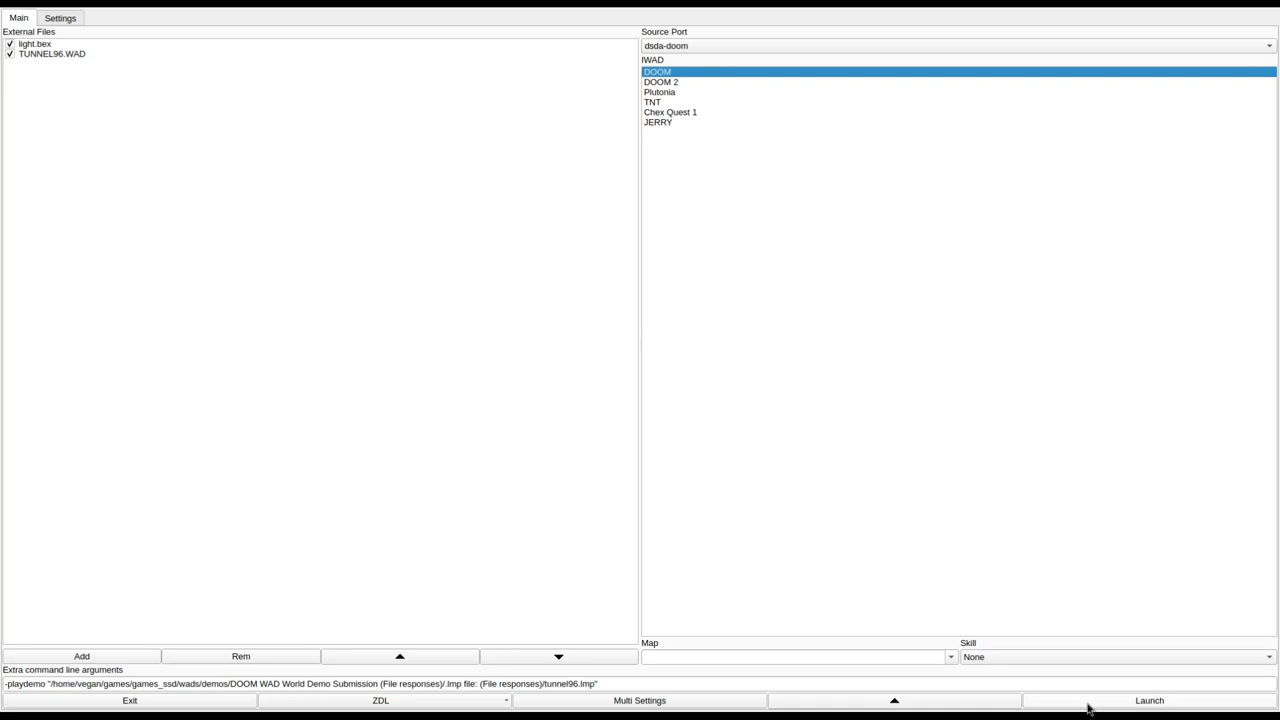 Main Settings
External Files
light.bex
TUNNEL96.WAD
Source Port
dsda-doom
IWAD
DOOM
DOOM 2
Plutonia
TNT
Chex Quest 1
JERRY
Map Skill
None
Add Rem
Extra command line arguments
-playdemo "/home/vegan/games/games_ssd/wads/demos/DOOM WAD World Demo Submission (File responses)/.lmp file: (File responses)/tunnel96.lmp"
Exit ZDL Multi Settings Launch